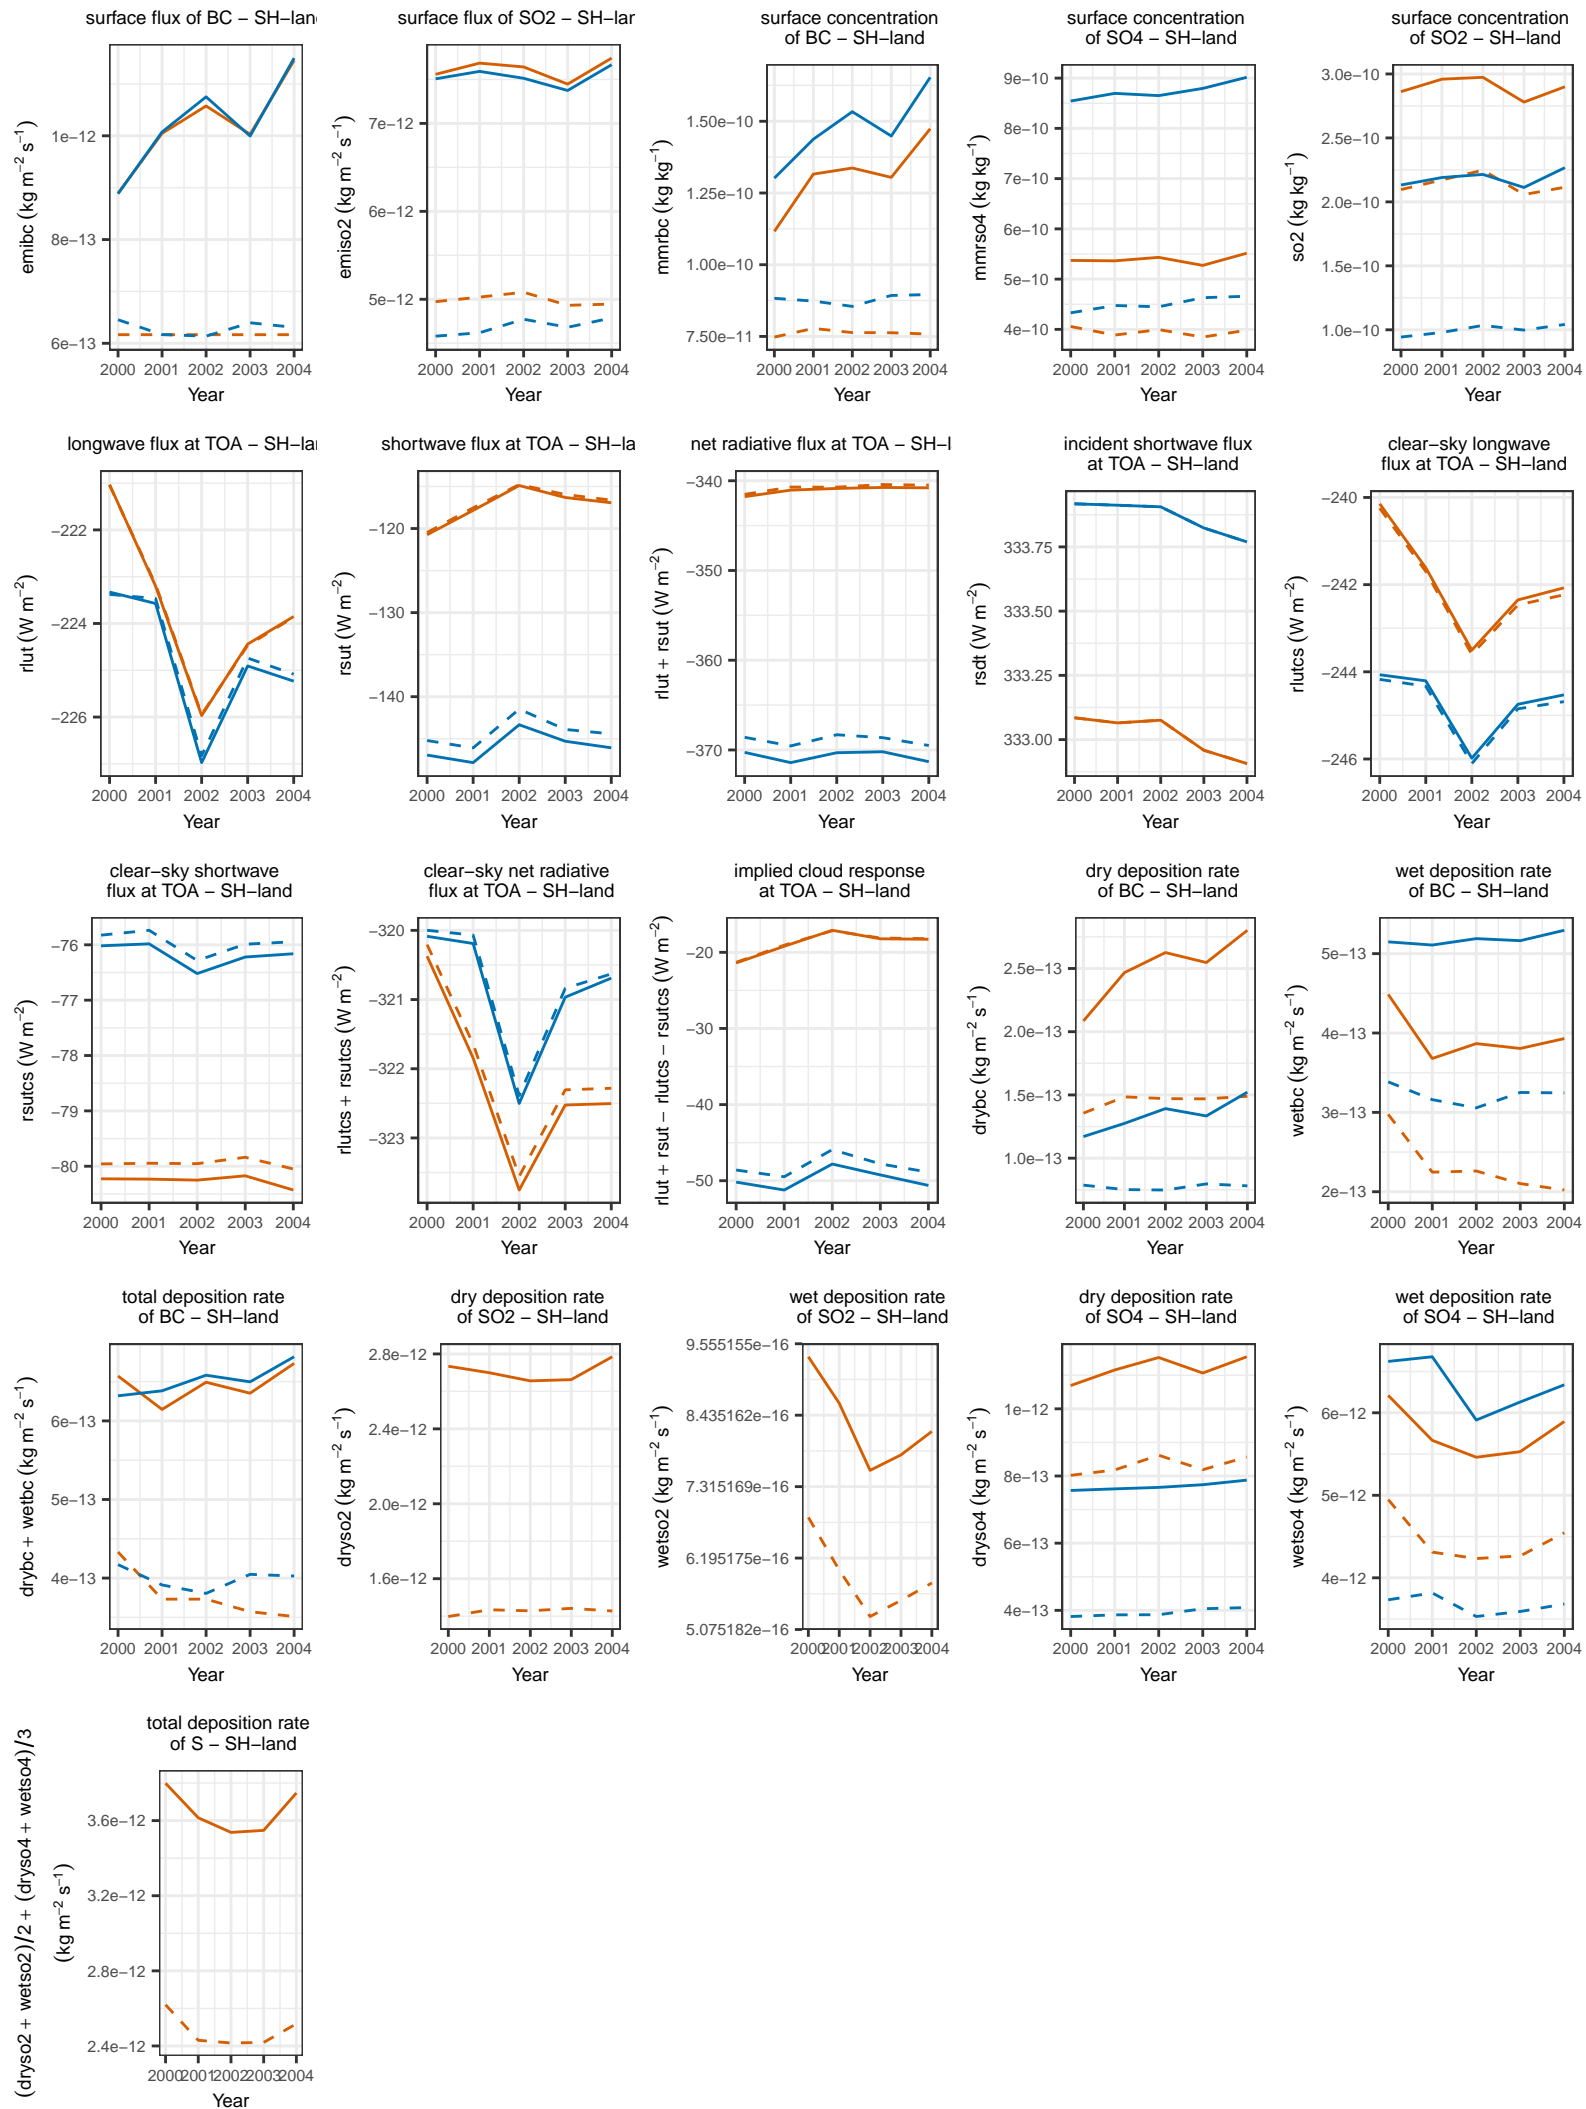 surface flux of BC − SH−land
emibc (kg m−2 s−1)
1e−12
8e−13
6e−13
2000 2001 2002 2003 2004
Year
surface flux of SO2 − SH−lar
emiso2 (kg m−2 s−1)
7e−12
6e−12
5e−12
2000 2001 2002 2003 2004
Year
surface concentration
of BC − SH−land
mmrbc (kg kg−1)
1.50e−10
1.25e−10
1.00e−10
7.50e−11
2000 2001 2002 2003 2004
Year
surface concentration
of SO4 − SH−land
mmrso4 (kg kg−1)
9e−10
8e−10
7e−10
6e−10
5e−10
4e−10
2000 2001 2002 2003 2004
Year
surface concentration
of SO2 − SH−land
so2 (kg kg−1)
3.0e−10
2.5e−10
2.0e−10
1.5e−10
1.0e−10
2000 2001 2002 2003 2004
Year
longwave flux at TOA − SH−lar
rlut (W m−2)
−222
−224
−226
2000 2001 2002 2003 2004
Year
shortwave flux at TOA − SH−la
rsut (W m−2)
−120
−130
−140
2000 2001 2002 2003 2004
Year
net radiative flux at TOA − SH−l
rlut + rsut (W m−2)
−340
−350
−360
−370
2000 2001 2002 2003 2004
Year
incident shortwave flux
at TOA − SH−land
rsdt (W m−2)
333.75
333.50
333.25
333.00
2000 2001 2002 2003 2004
Year
clear−sky longwave
flux at TOA − SH−land
rlutcs (W m−2)
−240
−242
−244
−246
2000 2001 2002 2003 2004
Year
clear−sky shortwave
flux at TOA − SH−land
rsutcs (W m−2)
−76
−77
−78
−79
−80
2000 2001 2002 2003 2004
Year
clear−sky net radiative
flux at TOA − SH−land
rlutcs + rsutcs (W m−2)
−320
−321
−322
−323
2000 2001 2002 2003 2004
Year
implied cloud response
at TOA − SH−land
rlut + rsut − rlutcs − rsutcs (W m−2)
−20
−30
−40
−50
2000 2001 2002 2003 2004
Year
dry deposition rate
of BC − SH−land
drybc (kg m−2 s−1)
2.5e−13
2.0e−13
1.5e−13
1.0e−13
2000 2001 2002 2003 2004
Year
wet deposition rate
of BC − SH−land
wetbc (kg m−2 s−1)
5e−13
4e−13
3e−13
2e−13
2000 2001 2002 2003 2004
Year
total deposition rate
of BC − SH−land
drybc + wetbc (kg m−2 s−1)
6e−13
5e−13
4e−13
2000 2001 2002 2003 2004
Year
dry deposition rate
of SO2 − SH−land
dryso2 (kg m−2 s−1)
2.8e−12
2.4e−12
2.0e−12
1.6e−12
2000 2001 2002 2003 2004
Year
wet deposition rate
of SO2 − SH−land
wetso2 (kg m−2 s−1)
9.555155e−16
8.435162e−16
7.315169e−16
6.195175e−16
5.075182e−16
2000 2001 2002 2003 2004
Year
dry deposition rate
of SO4 − SH−land
dryso4 (kg m−2 s−1)
1e−12
8e−13
6e−13
4e−13
2000 2001 2002 2003 2004
Year
wet deposition rate
of SO4 − SH−land
wetso4 (kg m−2 s−1)
6e−12
5e−12
4e−12
2000 2001 2002 2003 2004
Year
total deposition rate
of S − SH−land
(dryso2 + wetso2)/2 + (dryso4 + wetso4)/3
(kg m−2 s−1)
3.6e−12
3.2e−12
2.8e−12
2.4e−12
2000 2001 2002 2003 2004
Year